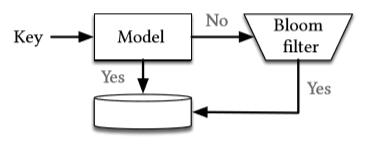 No
Bloom
filter
Key
Model
Yes
Yes